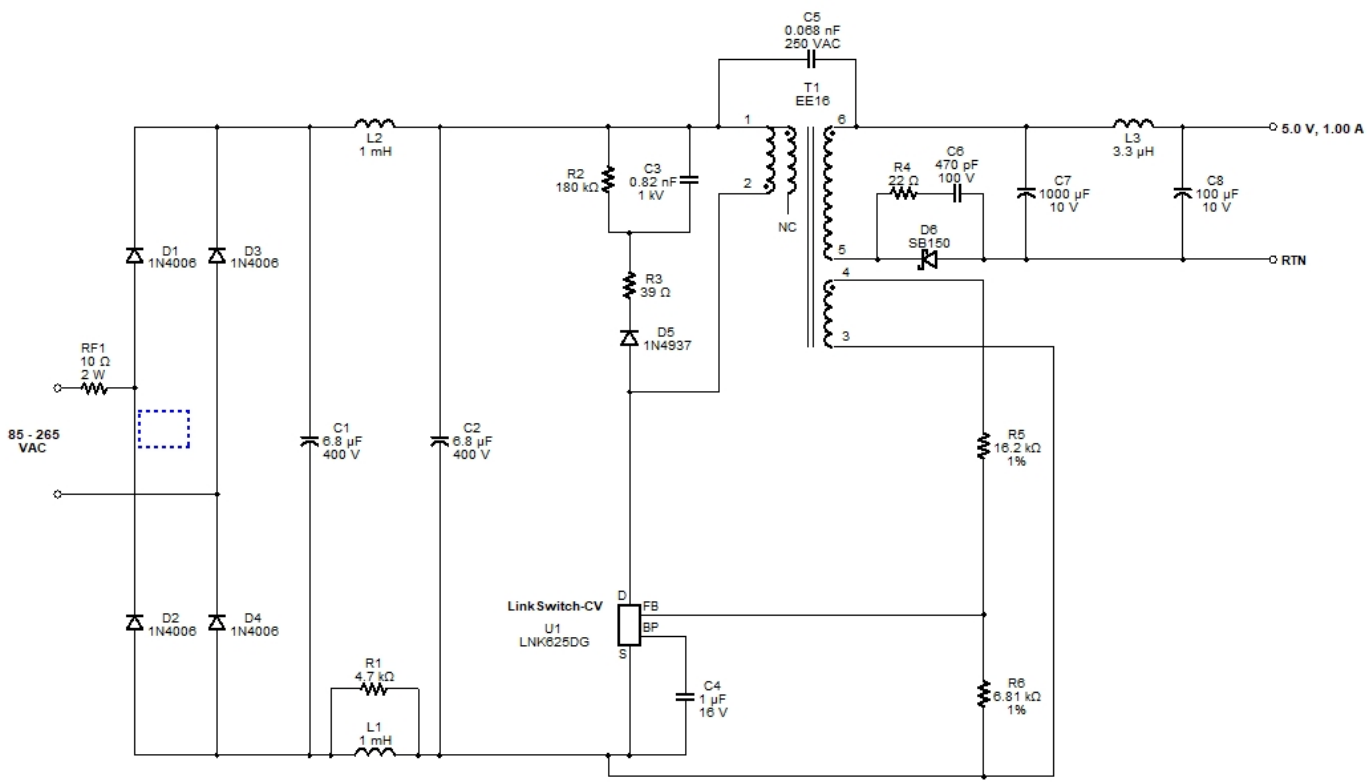 C5
0.068 nF
250 VAC
T1
EE16
1
2
NC
6
5
4
3
L2
1 mH
R2
180 kΩ
C3
0.82 nF
1 kV
R3
39 Ω
D5
1N4937
R4
22 Ω
C6
470 pF
100 V
D6
SB150
C7
1000 µF
10 V
L3
3.3 µH
C8
100 µF
10 V
5.0 V, 1.00 A
RTN
D1
1N4006
D3
1N4006
RF1
10 Ω
2 W
85 - 265
VAC
C1
6.8 µF
400 V
C2
6.8 µF
400 V
R5
16.2 kΩ
1%
D2
1N4006
D4
1N4006
LinkSwitch-CV
U1
LNK625DG
D
FB
BP
S
R1
4.7 kΩ
L1
1 mH
C4
1 µF
16 V
R6
6.81 kΩ
1%